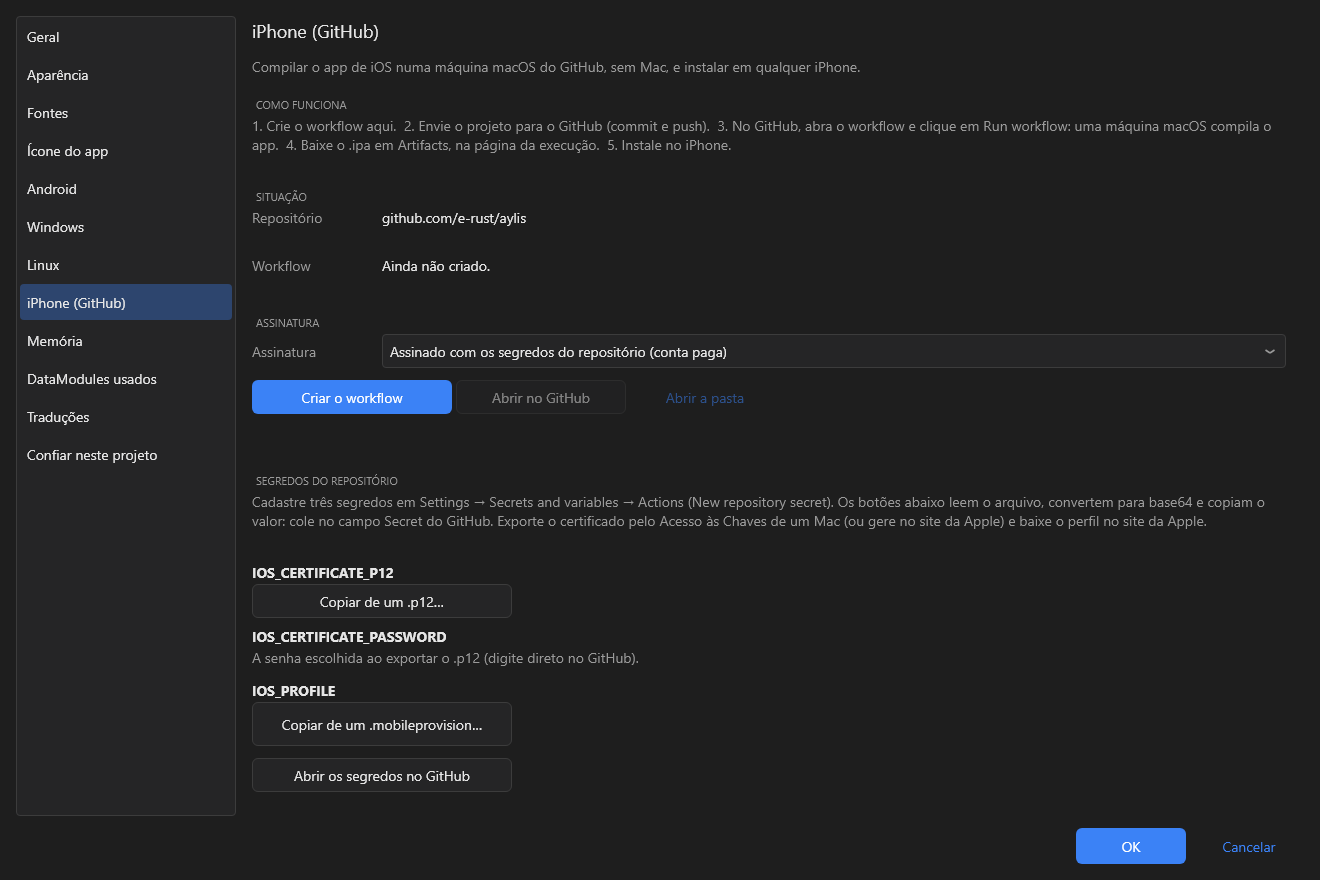 Geral
Aparência
Fontes
Ícone do app
Android
Windows
Linux
iPhone (GitHub)
Memória
DataModules usados
Traduções
Confiar neste projeto
iPhone (GitHub)
Compilar o app de iOS numa máquina macOS do GitHub, sem Mac, e instalar em qualquer iPhone.
COMO FUNCIONA
1. Crie o workflow aqui.  2. Envie o projeto para o GitHub (commit e push).  3. No GitHub, abra o workflow e clique em Run workflow: uma máquina macOS compila o
app.  4. Baixe o .ipa em Artifacts, na página da execução.  5. Instale no iPhone.
SITUAÇÃO
Repositório github.com/e-rust/aylis
Workflow Ainda não criado.
ASSINATURA
Assinatura Assinado com os segredos do repositório (conta paga)
Criar o workflow Abrir no GitHub Abrir a pasta
SEGREDOS DO REPOSITÓRIO
Cadastre três segredos em Settings → Secrets and variables → Actions (New repository secret). Os botões abaixo leem o arquivo, convertem para base64 e copiam o
valor: cole no campo Secret do GitHub. Exporte o certificado pelo Acesso às Chaves de um Mac (ou gere no site da Apple) e baixe o perfil no site da Apple.
IOS_CERTIFICATE_P12
Copiar de um .p12...
IOS_CERTIFICATE_PASSWORD
A senha escolhida ao exportar o .p12 (digite direto no GitHub).
IOS_PROFILE
Copiar de um .mobileprovision...
Abrir os segredos no GitHub
OK Cancelar